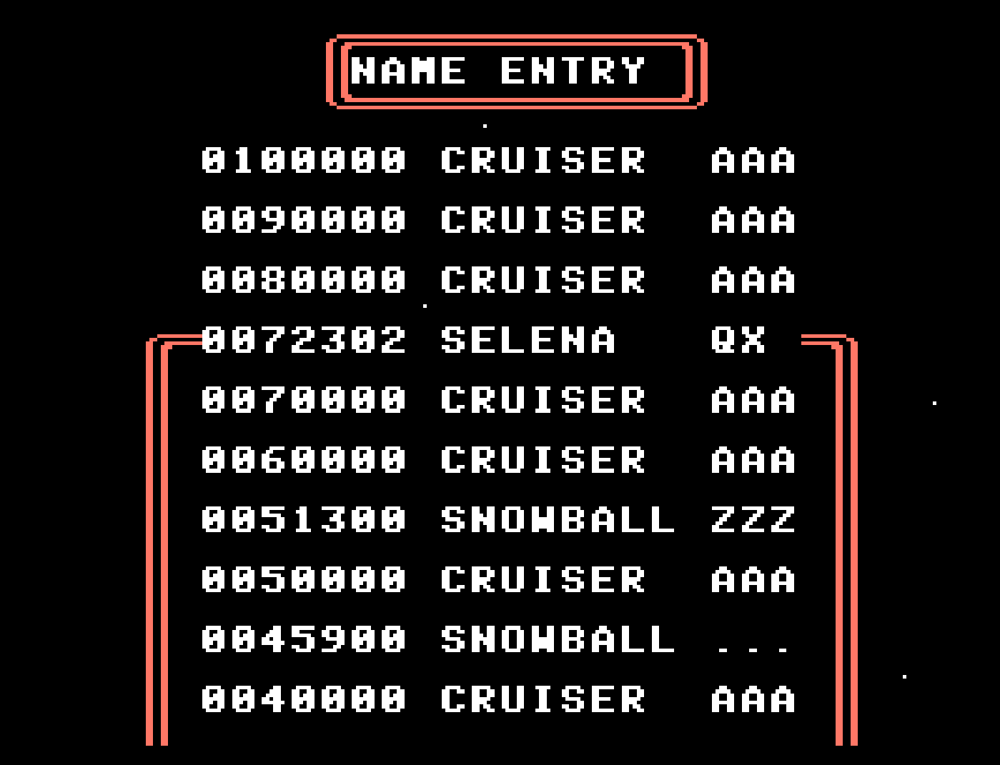 NAME ENTRY
0100000 CRUISER AAA
0090000 CRUISER AAA
0080000 CRUISER AAA
0072302 SELENA QX
0070000 CRUISER AAA
0060000 CRUISER AAA
0051300 SNOWBALL ZZZ
0050000 CRUISER AAA
0045900 SNOWBALL ...
0040000 CRUISER AAA